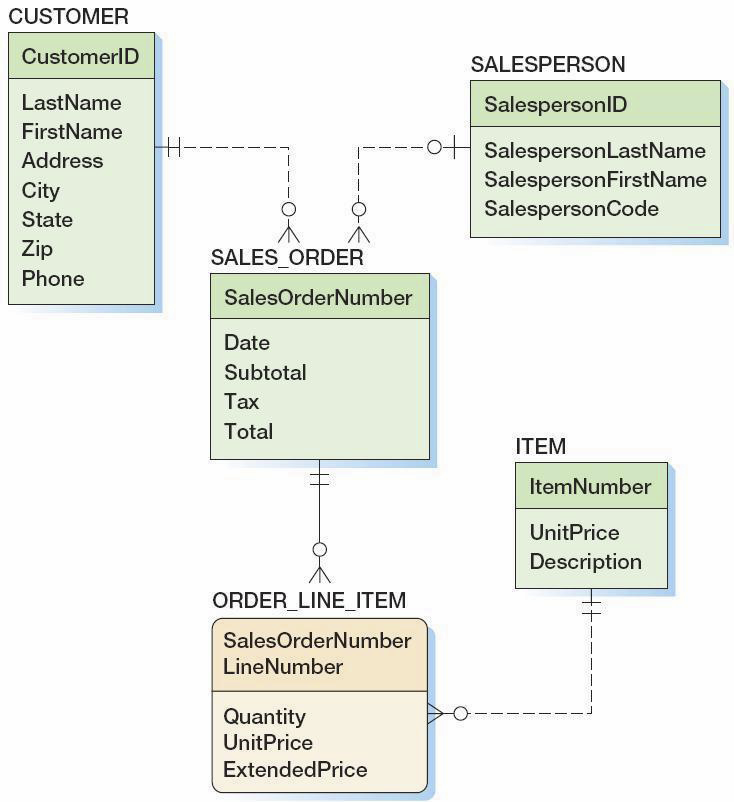 CUSTOMER
CustomerID
LastName
FirstName
Address
City
State
Zip
Phone
SALESPERSON
SalespersonID
SalespersonLastName
SalespersonFirstName
SalespersonCode
SALES_ORDER
SalesOrderNumber
Date
Subtotal
Tax
Total
ITEM
ItemNumber
UnitPrice
Description
ORDER_LINE_ITEM
SalesOrderNumber
LineNumber
Quantity
UnitPrice
ExtendedPrice